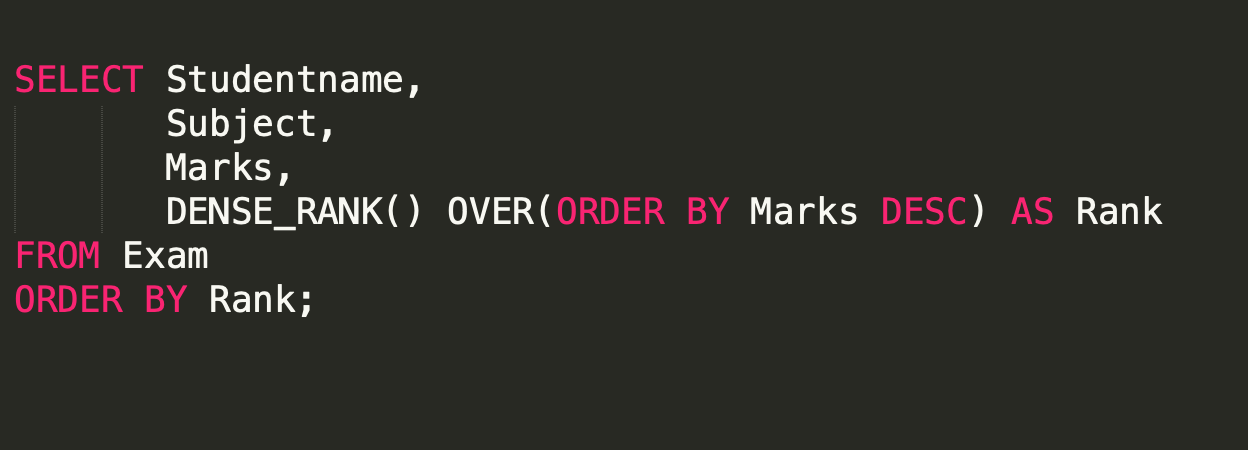 SELECT Studentname,
       Subject,
       Marks,
       DENSE_RANK() OVER(ORDER BY Marks DESC) AS Rank
FROM Exam
ORDER BY Rank;